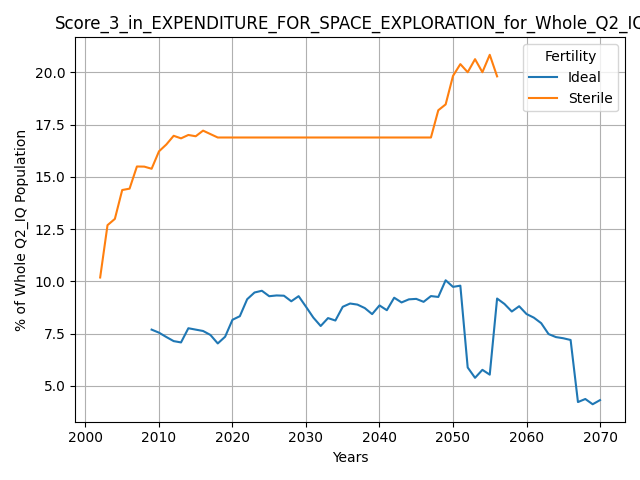 Score_3_in_EXPENDITURE_FOR_SPACE_EXPLORATION_for_Whole_Q2_IQ
Fertility
Ideal
Sterile
% of Whole Q2_IQ Population
20.0
17.5
15.0
12.5
10.0
7.5
5.0
2000 2010 2020 2030 2040 2050 2060 2070
Years